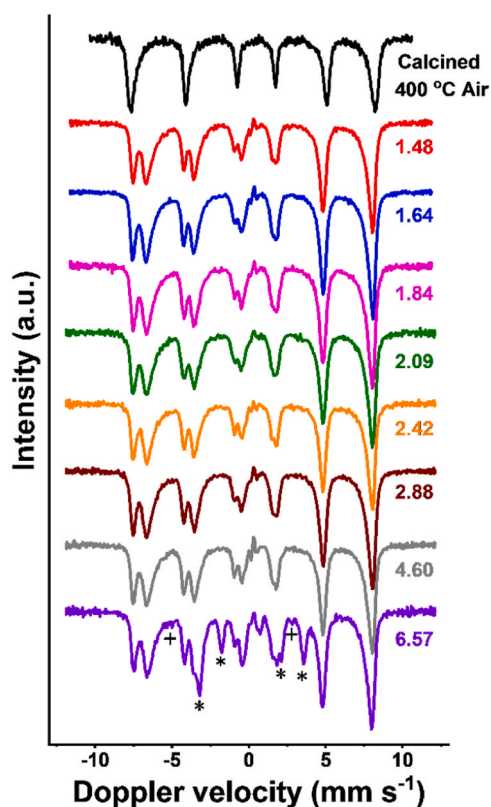 Calcined
400 °C Air
1.48
1.64
1.84
2.09
2.42
2.88
4.60
6.57
+ * * + * *
Intensity (a.u.)
-10 -5 0 5 10
Doppler velocity (mm s⁻¹)